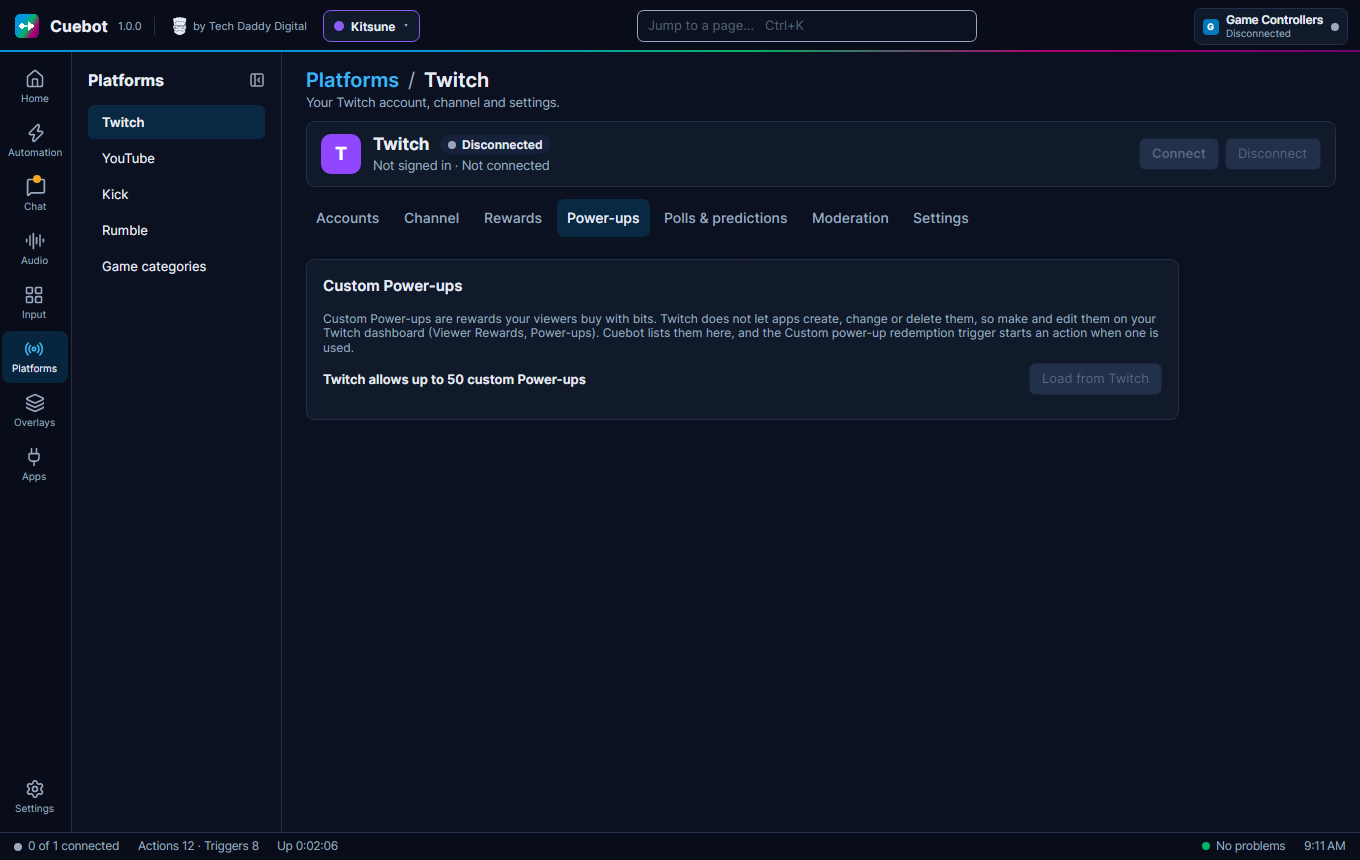 Cuebot 1.0.0 by Tech Daddy Digital Kitsune
Jump to a page... Ctrl+K
G Game Controllers
Disconnected
Home
Automation
Chat
Audio
Input
Platforms
Overlays
Apps
Settings
Platforms
Twitch
YouTube
Kick
Rumble
Game categories
Platforms / Twitch
Your Twitch account, channel and settings.
T
Twitch Disconnected
Not signed in · Not connected
Connect Disconnect
Accounts Channel Rewards Power-ups Polls & predictions Moderation Settings
Custom Power-ups
Custom Power-ups are rewards your viewers buy with bits. Twitch does not let apps create, change or delete them, so make and edit them on your
Twitch dashboard (Viewer Rewards, Power-ups). Cuebot lists them here, and the Custom power-up redemption trigger starts an action when one is
used.
Twitch allows up to 50 custom Power-ups Load from Twitch
0 of 1 connected Actions 12 · Triggers 8 Up 0:02:06 No problems 9:11 AM